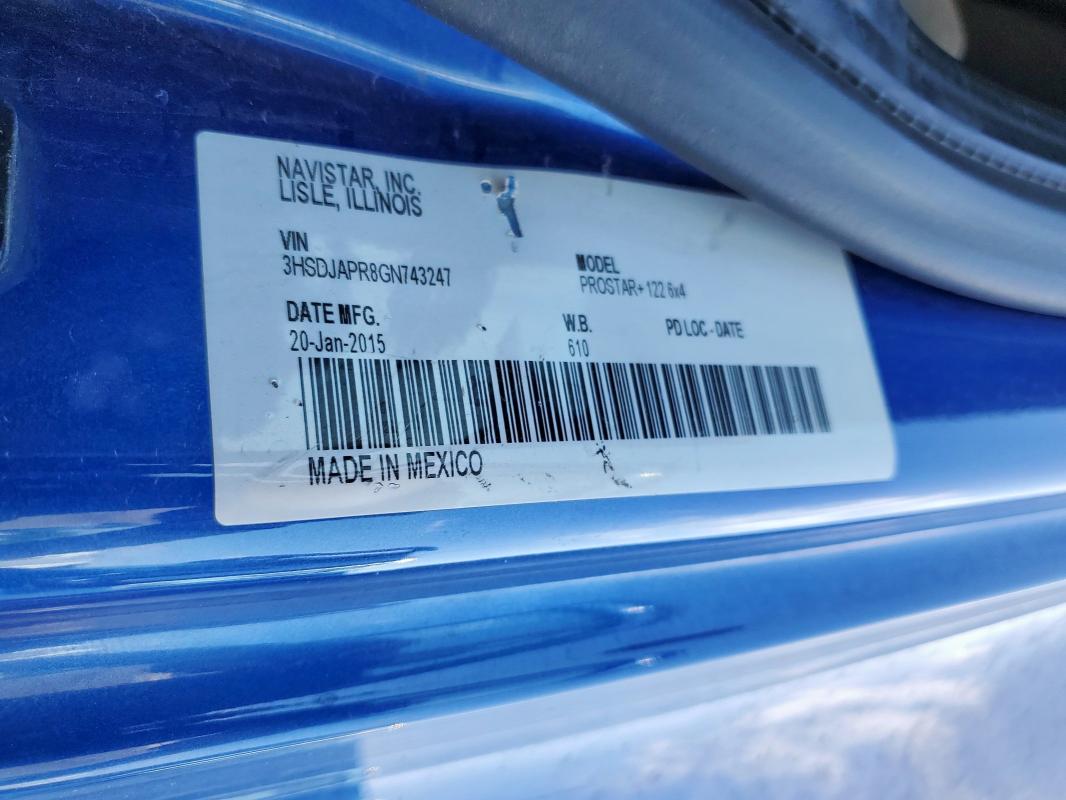 NAVISTAR, INC.
LISLE, ILLINOIS
VIN
3HSDJAPR8GN743247
MODEL
PROSTAR+ 122 6x4
DATE MFG.
20-Jan-2015
W.B.
610
PD LOC - DATE
MADE IN MEXICO